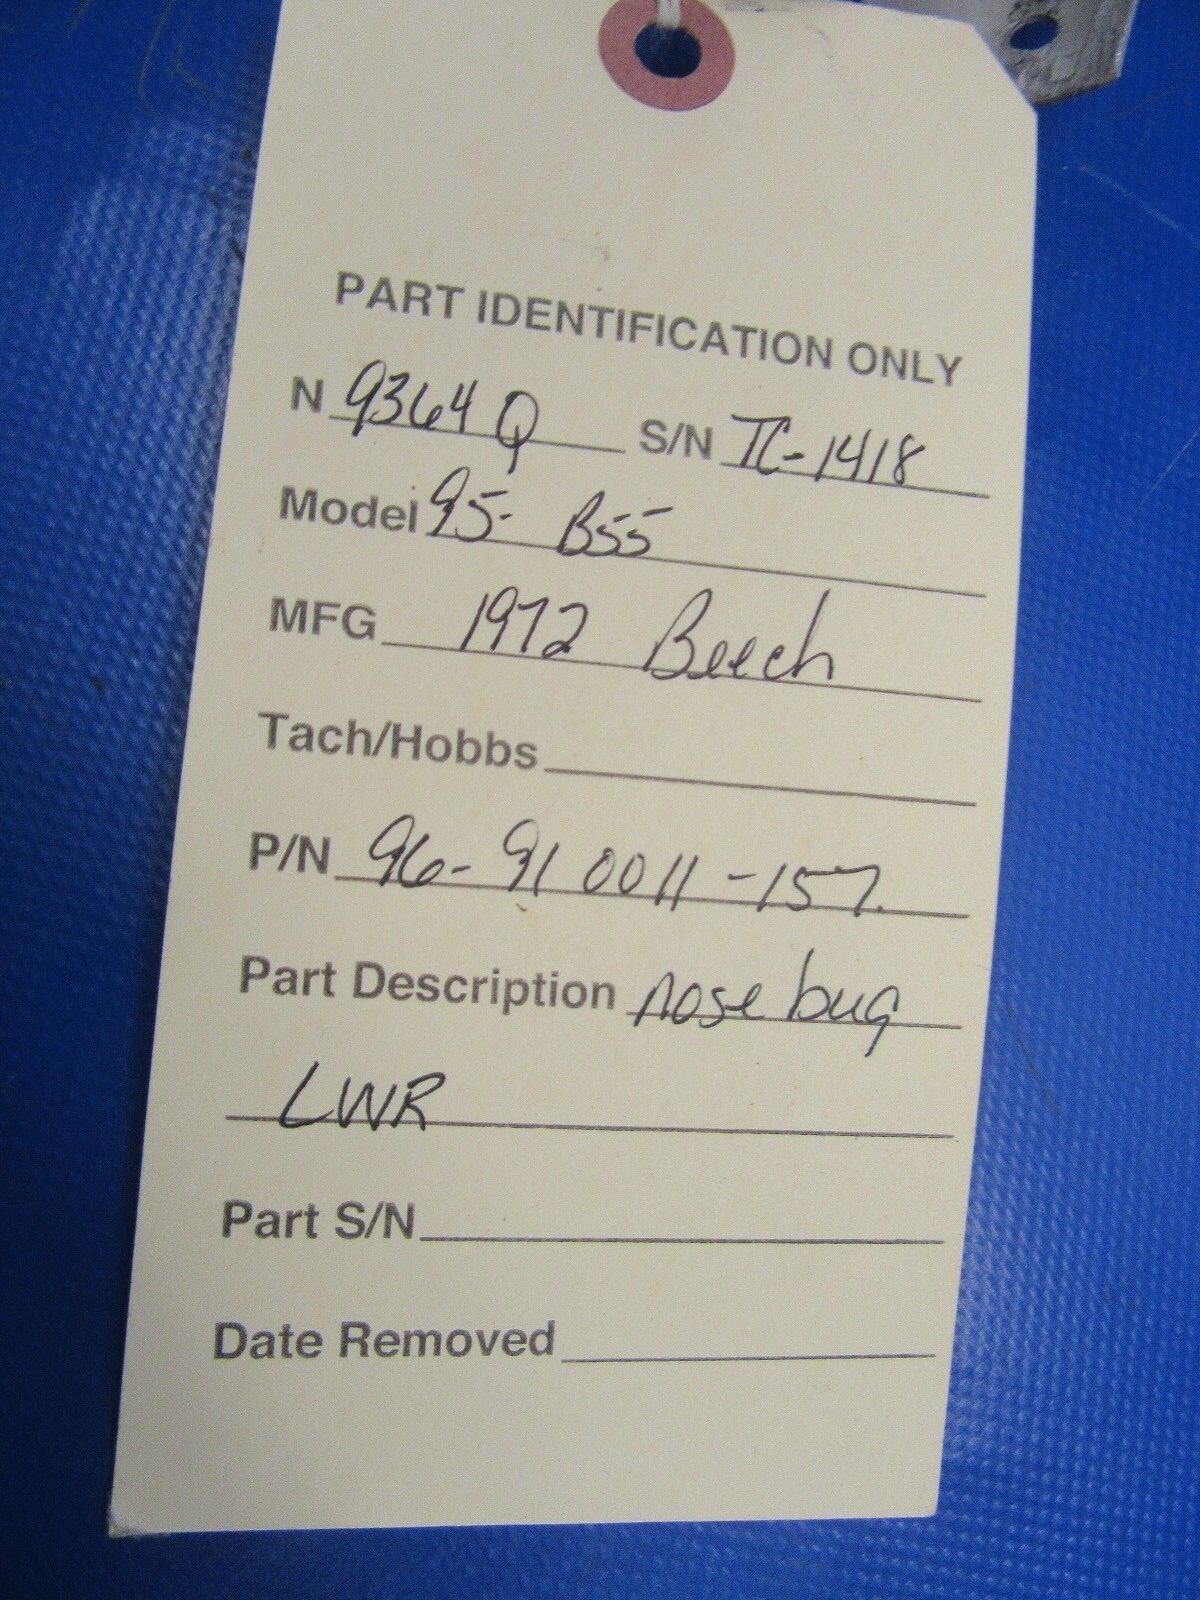 PART IDENTIFICATION ONLY
N 9364Q S/N TC-1418
Model 95-B55
MFG 1972 Beech
Tach/Hobbs
P/N 96-910011-157
Part Description nose bug
LWR
Part S/N
Date Removed